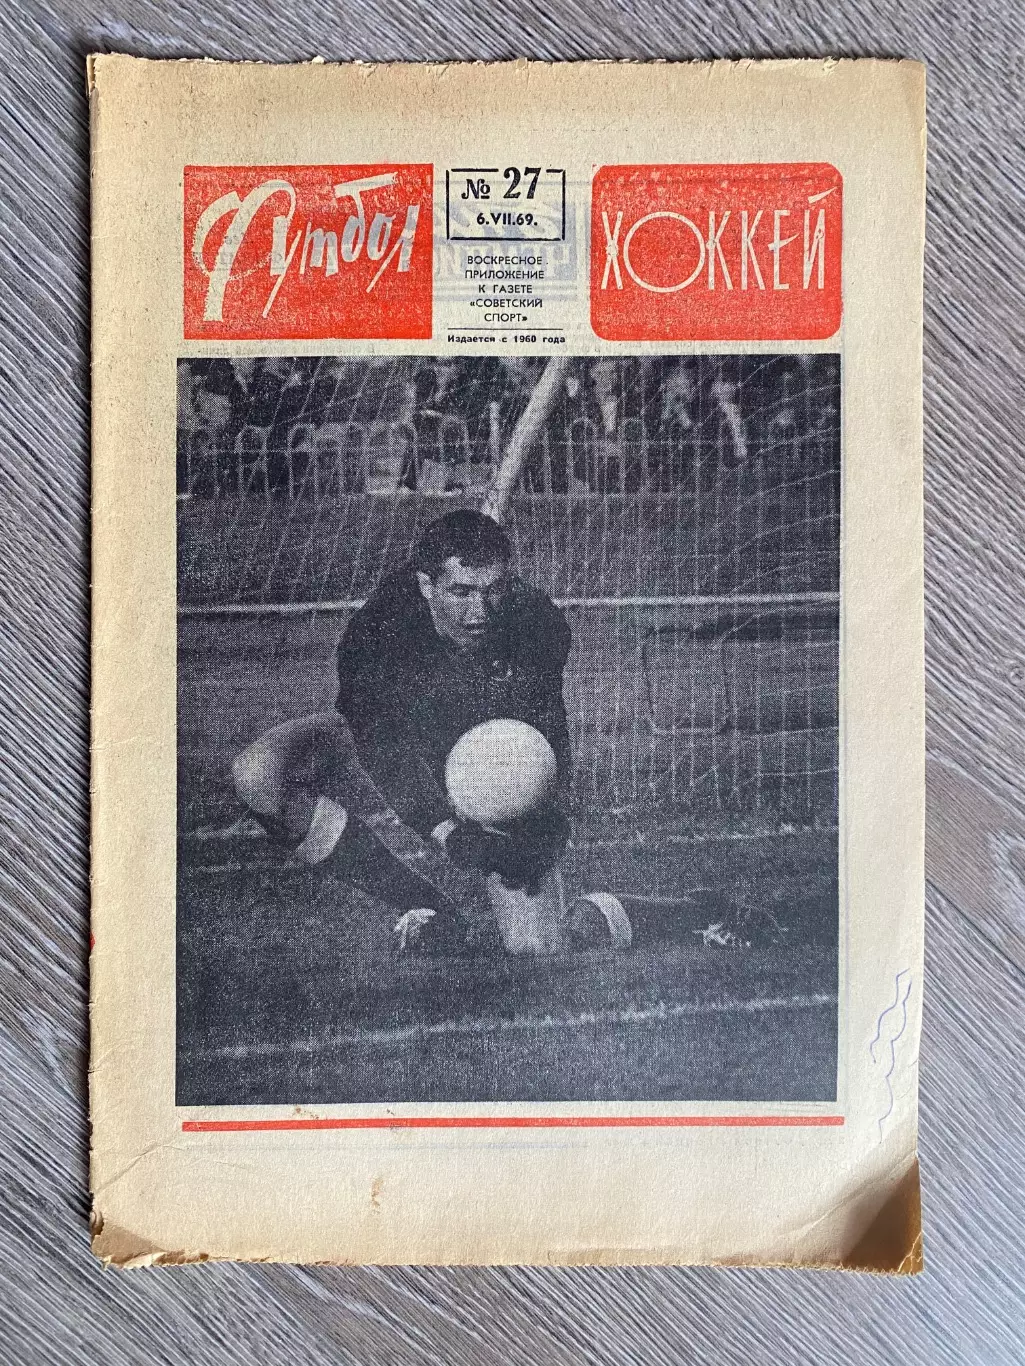 Футбол
№ 27
6.VII.69.
ВОСКРЕСНОЕ
ПРИЛОЖЕНИЕ
К ГАЗЕТЕ
«СОВЕТСКИЙ
СПОРТ»
Издается с 1960 года
ХОККЕЙ